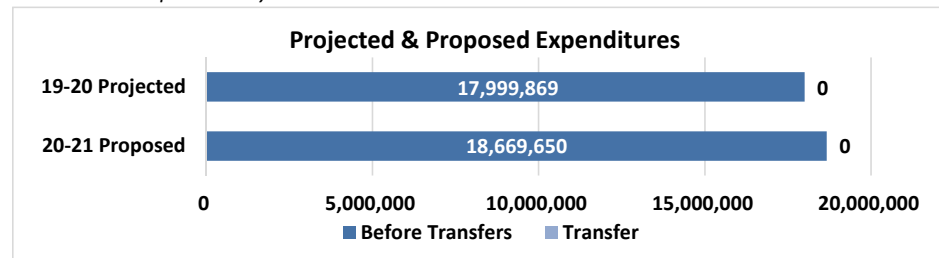 Projected & Proposed Expenditures
19-20 Projected 17,999,869 0
20-21 Proposed 18,669,650 0
0 5,000,000 10,000,000 15,000,000 20,000,000
Before Transfers Transfer